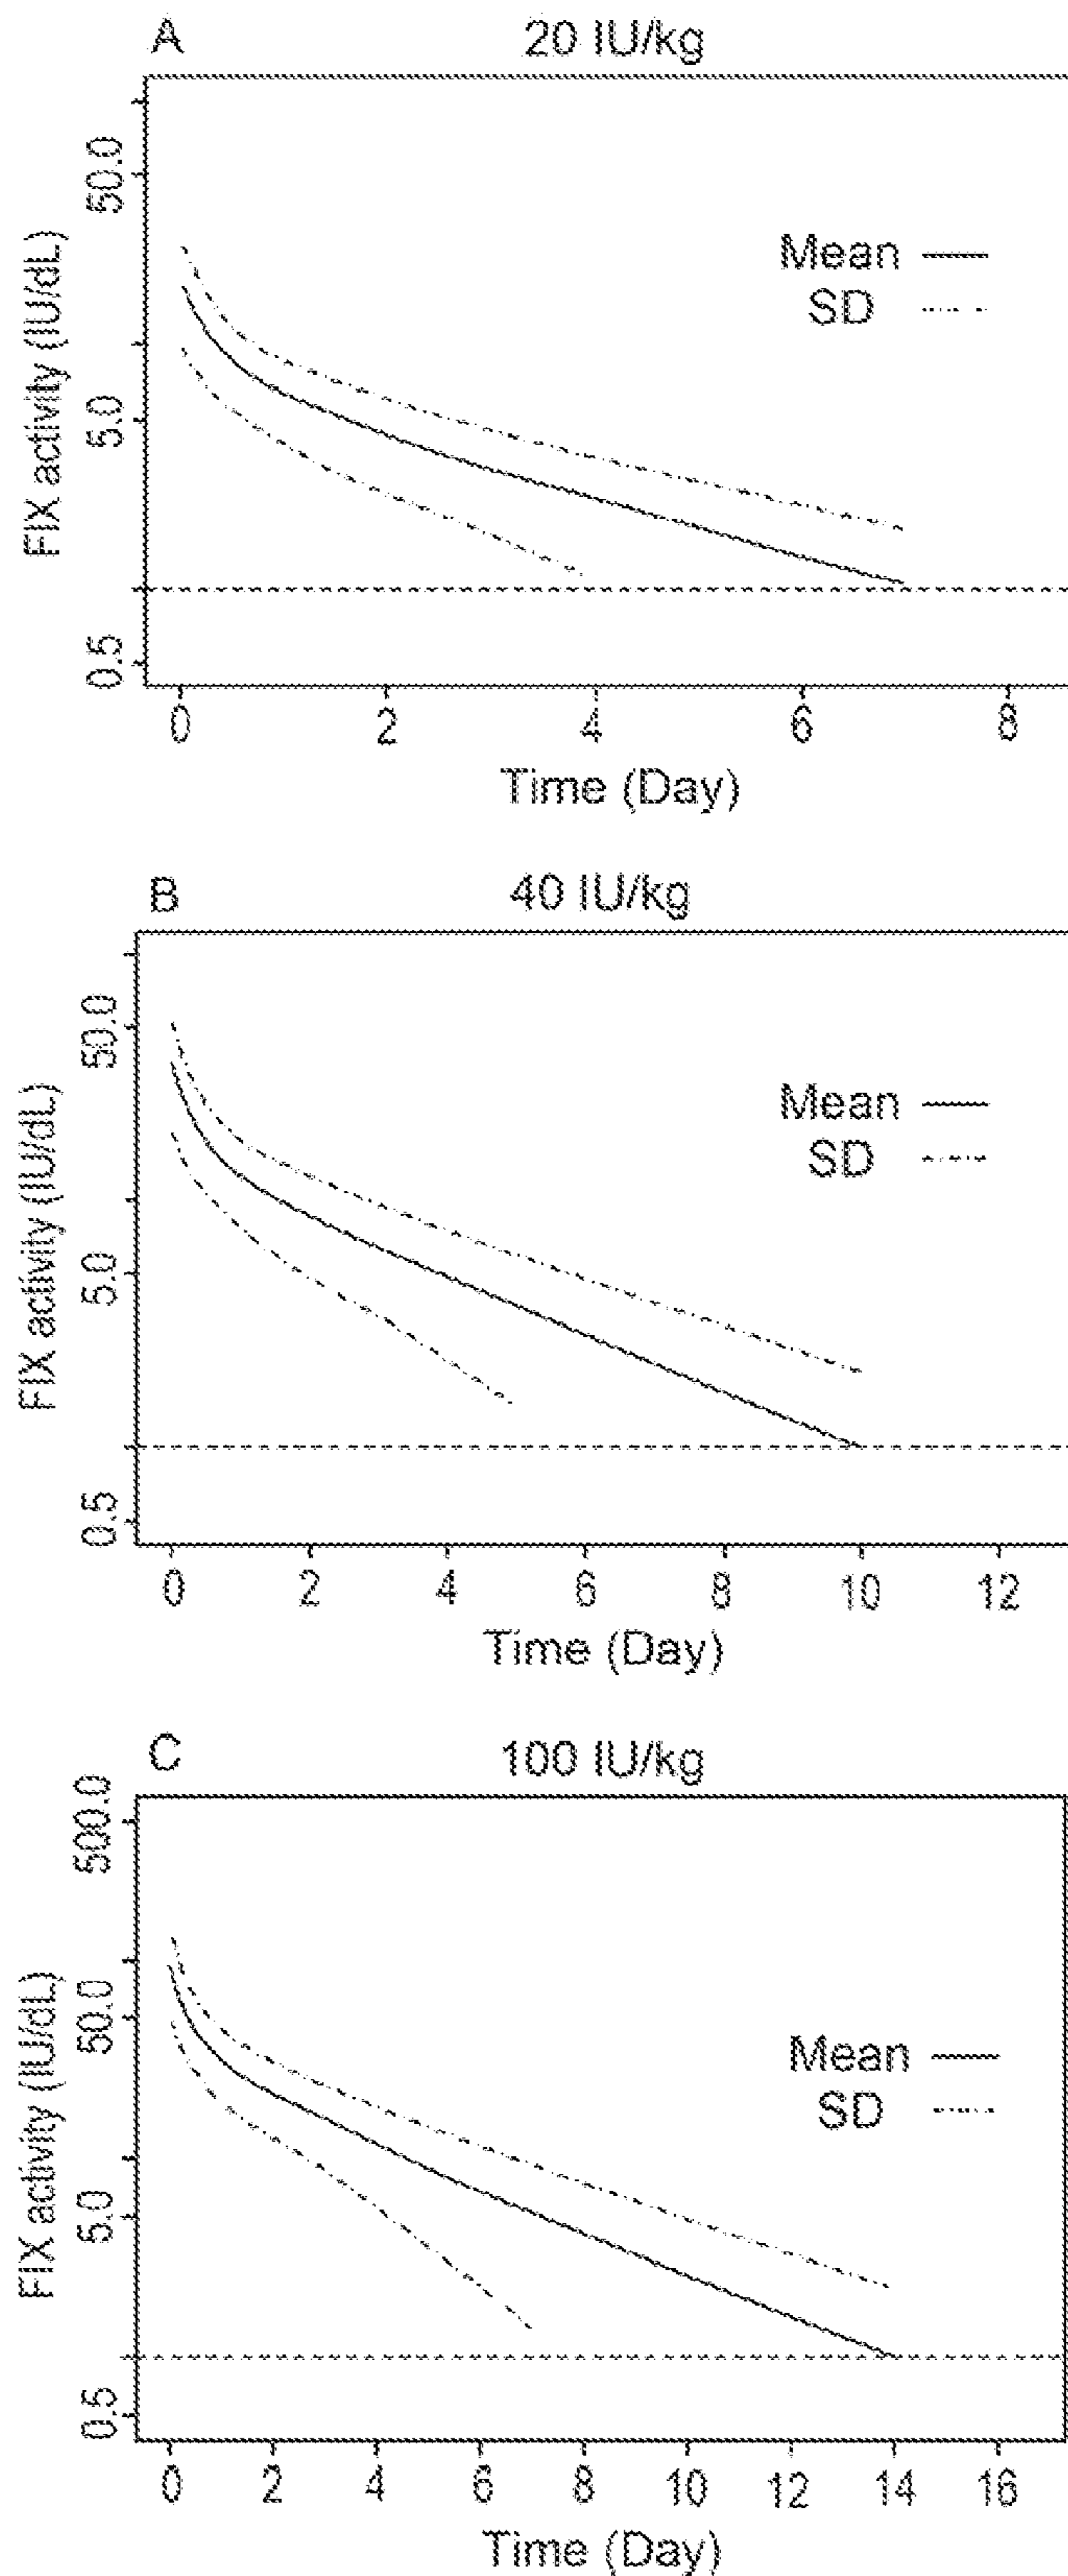 A 20 IU/kg
50.0
5.0
0.5
FIX activity (IU/dL)
Mean
SD
0 2 4 6 8
Time (Day)
B 40 IU/kg
50.0
5.0
0.5
FIX activity (IU/dL)
Mean
SD
0 2 4 6 8 10 12
Time (Day)
C 100 IU/kg
500.0
50.0
5.0
0.5
FIX activity (IU/dL)
Mean
SD
0 2 4 6 8 10 12 14 16
Time (Day)